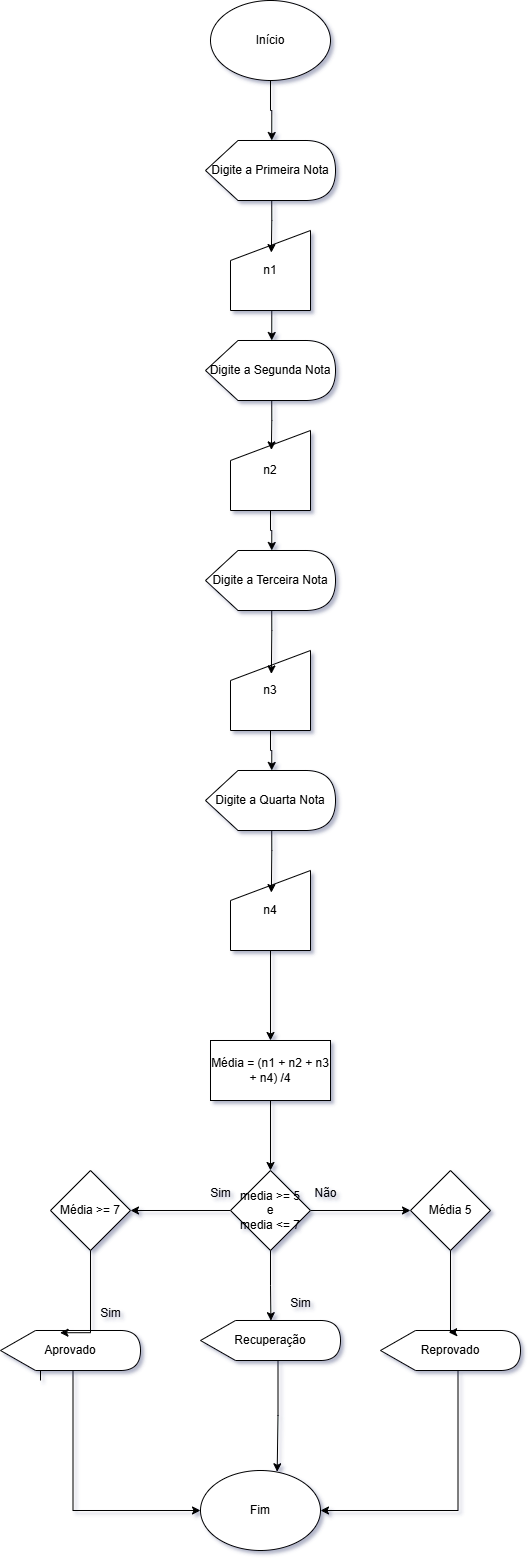 Início
Digite a Primeira Nota
n1
Digite a Segunda Nota
n2
Digite a Terceira Nota
n3
Digite a Quarta Nota
n4
Média = (n1 + n2 + n3
+ n4) /4
Sim
media >= 5
e
media <= 7
Não
Média >= 7
Média 5
Sim
Sim
Aprovado
Recuperação
Reprovado
Fim